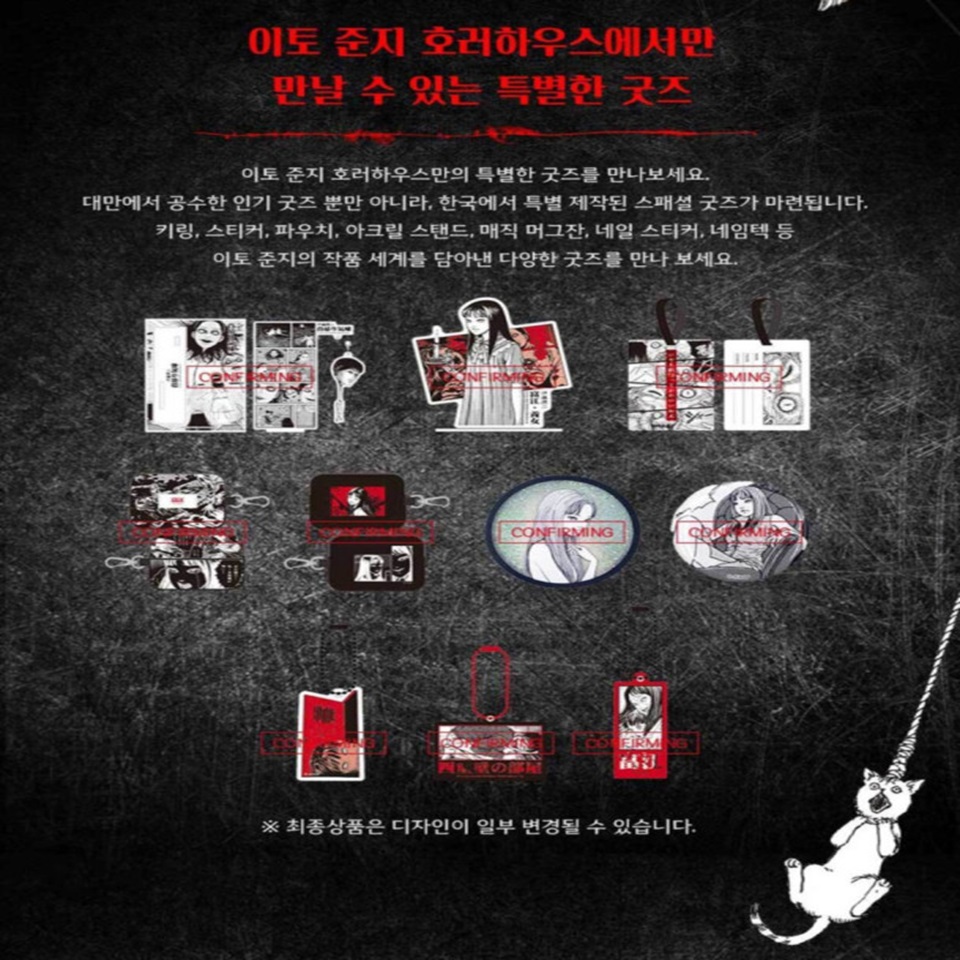 이토 준지 호러하우스에서만
만날 수 있는 특별한 굿즈
이토 준지 호러하우스만의 특별한 굿즈를 만나보세요.
대만에서 공수한 인기 굿즈 뿐만 아니라, 한국에서 특별 제작된 스패셜 굿즈가 마련됩니다.
키링, 스티커, 파우치, 아크릴 스탠드, 매직 머그잔, 네일 스티커, 네임텍 등
이토 준지의 작품 세계를 담아낸 다양한 굿즈를 만나 보세요.
CONFIRMING
CONFIRMING
CONFIRMING
CONFIRMING
CONFIRMING
CONFIRMING
CONFIRMING
CONFIRMING
CONFIRMING
CONFIRMING
※ 최종상품은 디자인이 일부 변경될 수 있습니다.